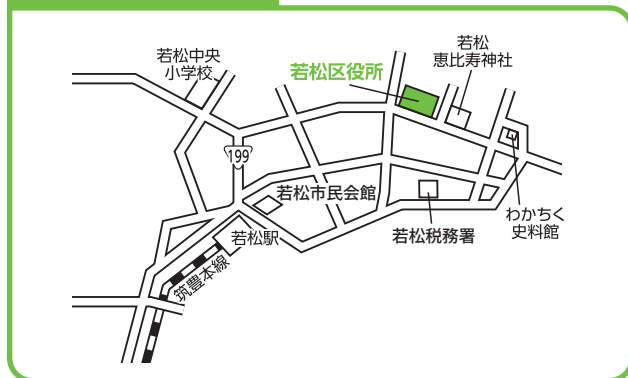 若松中央
小学校
若松区役所
若松
恵比寿神社
199
若松市民会館
わかちく
史料館
若松駅
若松税務署
筑豊本線